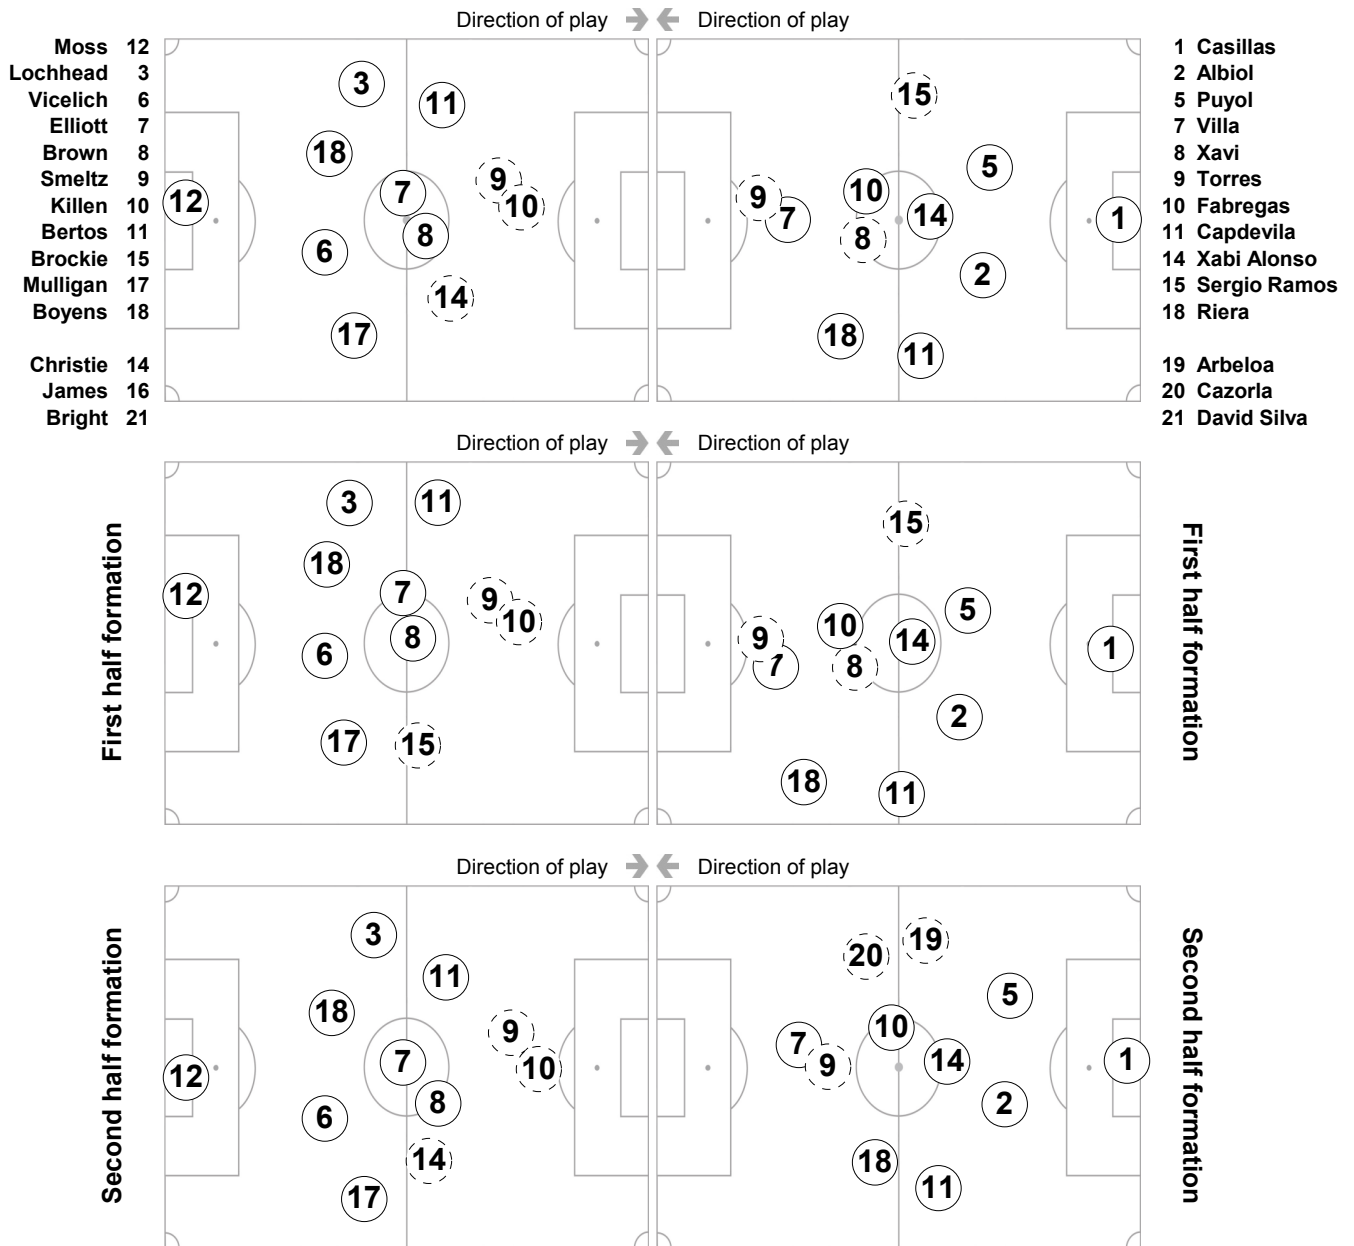 Direction of play
Direction of play
Moss 12
Lochhead 3
Vicelich 6
Elliott 7
Brown 8
Smeltz 9
Killen 10
Bertos 11
Brockie 15
Mulligan 17
Boyens 18
Christie 14
James 16
Bright 21
3
11
18
7
9
10
12
8
6
14
17
15
5
9
7
10
14
1
8
2
18
11
1 Casillas
2 Albiol
5 Puyol
7 Villa
8 Xavi
9 Torres
10 Fabregas
11 Capdevila
14 Xabi Alonso
15 Sergio Ramos
18 Riera
19 Arbeloa
20 Cazorla
21 David Silva
Direction of play
Direction of play
First half formation
3
11
18
12
7
9
10
8
6
17
15
15
5
10
9
14
1
7
8
2
18
11
First half formation
Direction of play
Direction of play
Second half formation
3
11
18
9
7
10
12
8
6
14
17
19
20
5
10
7
9
14
1
2
18
11
Second half formation